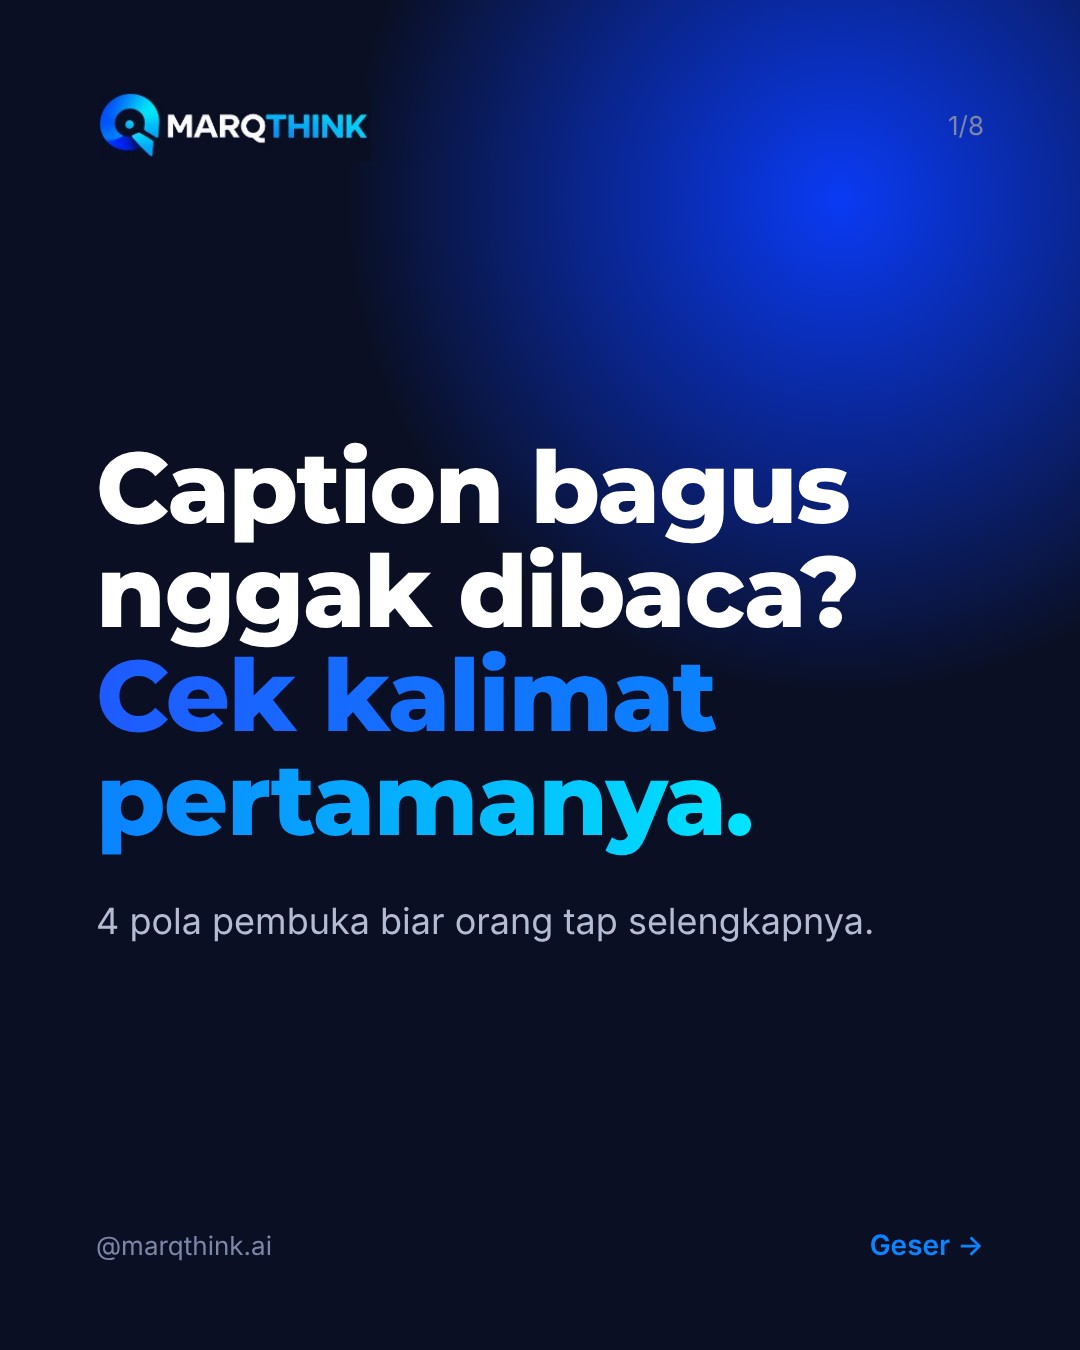 MARQTHINK
1/8
Caption bagus
nggak dibaca?
Cek kalimat
pertamanya.
4 pola pembuka biar orang tap selengkapnya.
@marqthink.ai
Geser →